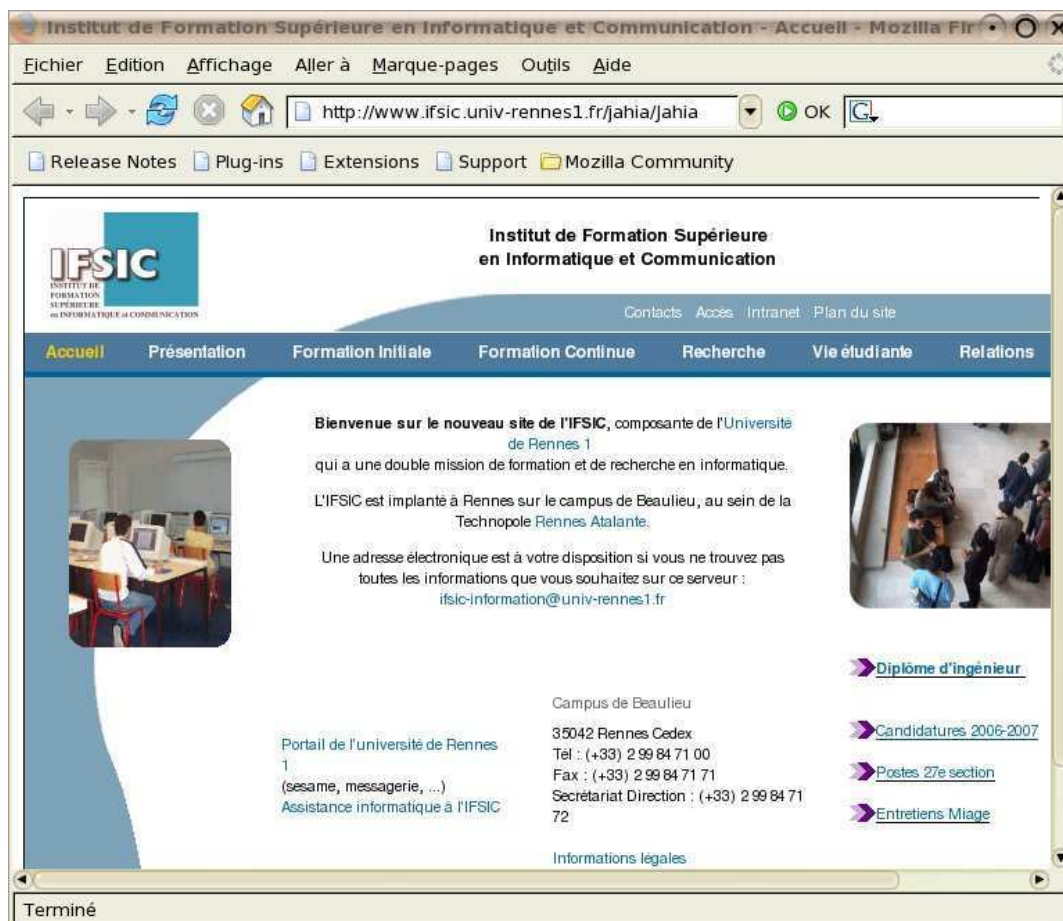 Institut de Formation Supérieure en Informatique et Communication - Accueil - Mozilla Fir
Fichier Edition Affichage Aller à Marque-pages Outils Aide
http://www.ifsic.univ-rennes1.fr/jahia/Jahia OK G
Release Notes Plug-ins Extensions Support Mozilla Community
IFSIC
INSTITUT DE
FORMATION
SUPÉRIEURE
en INFORMATIQUE et COMMUNICATION
Institut de Formation Supérieure
en Informatique et Communication
Contacts Accès Intranet Plan du site
Accueil Présentation Formation Initiale Formation Continue Recherche Vie étudiante Relations
Bienvenue sur le nouveau site de l'IFSIC, composante de l'Université
de Rennes 1
qui a une double mission de formation et de recherche en informatique.
L'IFSIC est implanté à Rennes sur le campus de Beaulieu, au sein de la
Technopole Rennes Atalante.
Une adresse électronique est à votre disposition si vous ne trouvez pas
toutes les informations que vous souhaitez sur ce serveur :
ifsic-information@univ-rennes1.fr
Portail de l'université de Rennes
1
(sesame, messagerie, ...)
Assistance informatique à l'IFSIC
Campus de Beaulieu
35042 Rennes Cedex
Tél : (+33) 2 99 84 71 00
Fax : (+33) 2 99 84 71 71
Secrétariat Direction : (+33) 2 99 84 71
72
Informations légales
Diplôme d'ingénieur
Candidatures 2006-2007
Postes 27e section
Entretiens Miage
Terminé